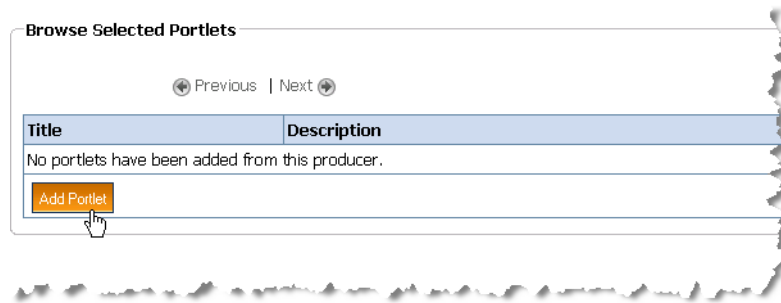 Browse Selected Portlets
Previous | Next
Title Description
No portlets have been added from this producer.
Add Portlet